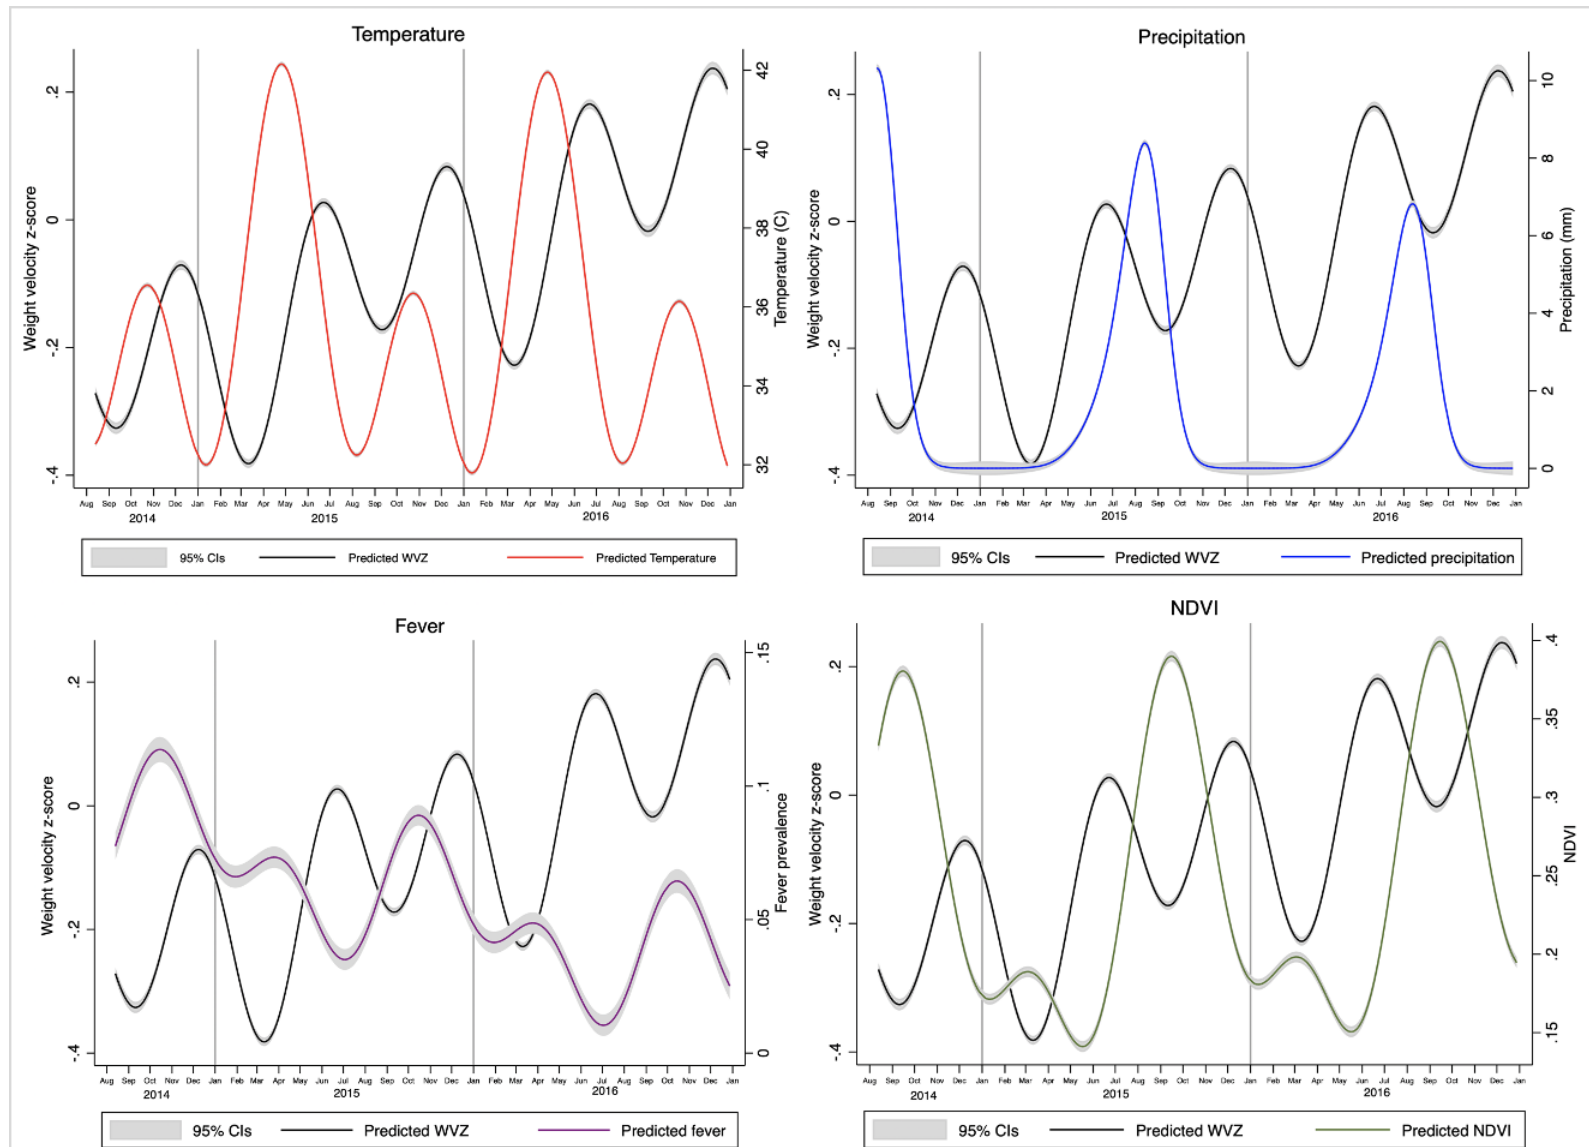 Temperature
Weight velocity z-score
.2
0
-.2
-.4
42
40
38
36
34
32
Temperature (C)
Aug Sep Oct Nov Dec Jan Feb Mar Apr May Jun Jul Aug Sep Oct Nov Dec Jan Feb Mar Apr May Jun Jul Aug Sep Oct Nov Dec Jan
2014 2015 2016
95% CIs Predicted WVZ Predicted Temperature
Precipitation
Weight velocity z-score
.2
0
-.2
-.4
10
8
6
4
2
0
Precipitation (mm)
Aug Sep Oct Nov Dec Jan Feb Mar Apr May Jun Jul Aug Sep Oct Nov Dec Jan Feb Mar Apr May Jun Jul Aug Sep Oct Nov Dec Jan
2014 2015 2016
95% CIs Predicted WVZ Predicted precipitation
Fever
Weight velocity z-score
.2
0
-.2
-.4
.15
.1
.05
0
Fever prevalence
Aug Sep Oct Nov Dec Jan Feb Mar Apr May Jun Jul Aug Sep Oct Nov Dec Jan Feb Mar Apr May Jun Jul Aug Sep Oct Nov Dec Jan
2014 2015 2016
95% CIs Predicted WVZ Predicted fever
NDVI
Weight velocity z-score
.2
0
-.2
-.4
.4
.35
.3
.25
.2
.15
NDVI
Aug Sep Oct Nov Dec Jan Feb Mar Apr May Jun Jul Aug Sep Oct Nov Dec Jan Feb Mar Apr May Jun Jul Aug Sep Oct Nov Dec Jan
2014 2015 2016
95% CIs Predicted WVZ Predicted NDVI